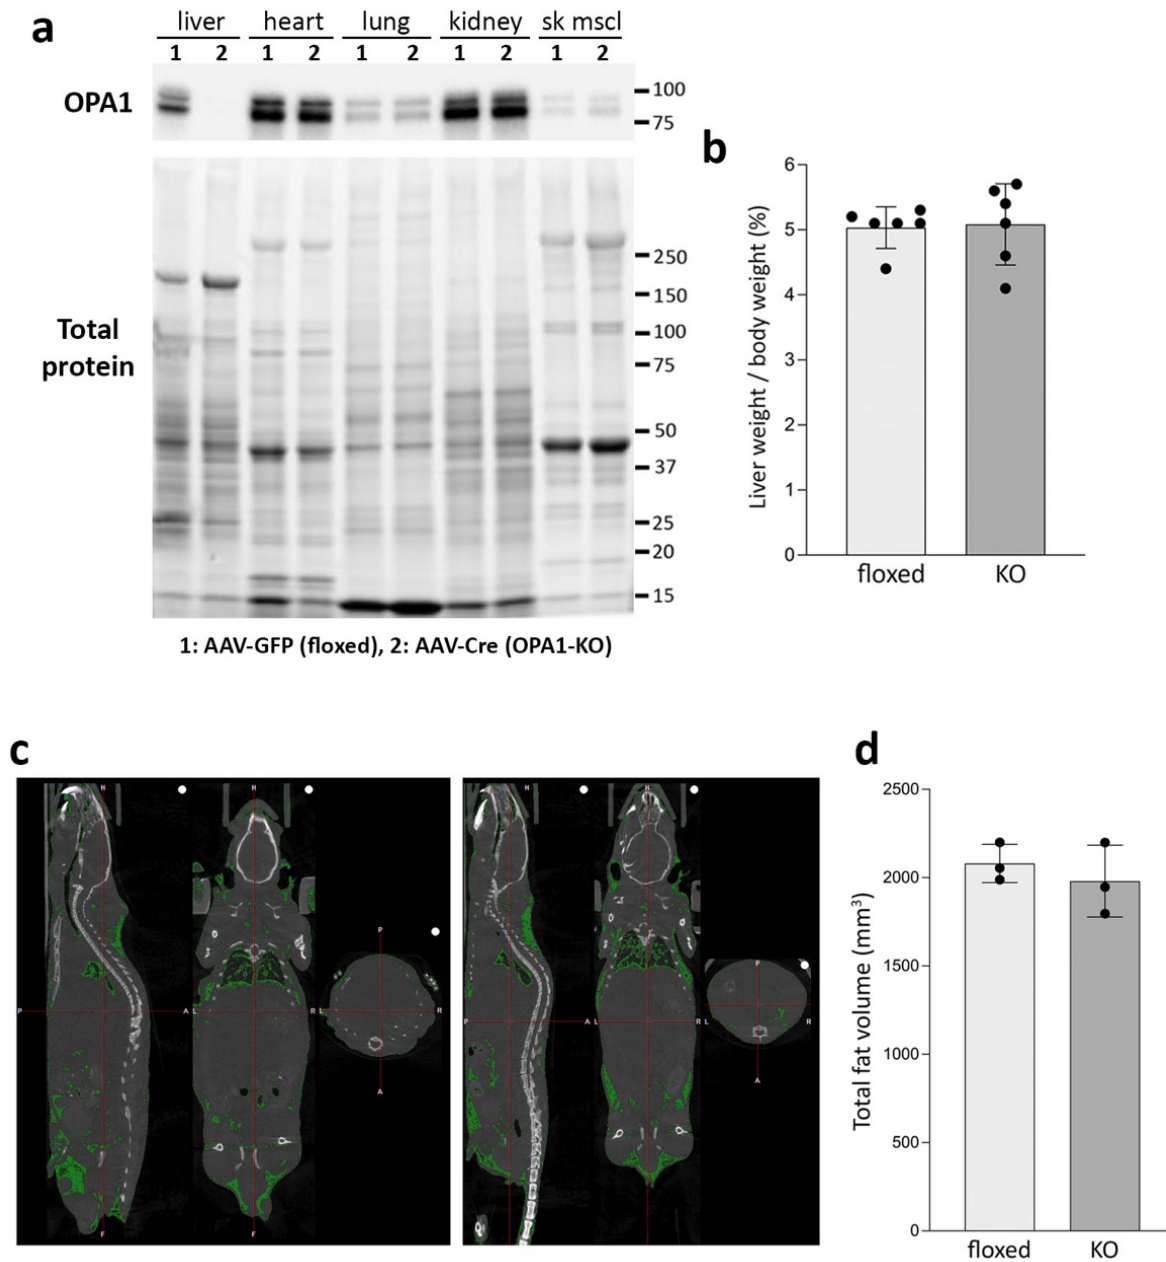 a
liver heart lung kidney sk mscl
1 2 1 2 1 2 1 2 1 2
OPA1
100
75
Total
protein
250
150
100
75
50
37
25
20
15
1: AAV-GFP (floxed), 2: AAV-Cre (OPA1-KO)
b
Liver weight / body weight (%)
6
5
4
3
2
1
0
floxed KO
c
H H
P A L R
P
L R
A
F F
H H
P A L R
P
L R
A
d
Total fat volume (mm³)
2500
2000
1500
1000
500
0
floxed KO